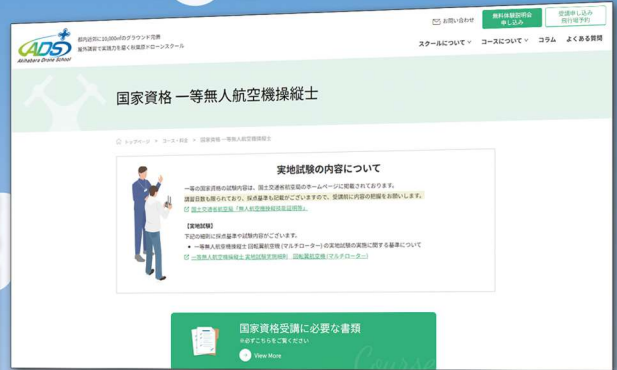 ADS
Akihabara Drone School
都内近郊に10,000㎡のグラウンド完備
屋外講習で実践力を磨く秋葉原ドローンスクール
お問い合わせ
無料体験説明会
申し込み
受講申し込み
飛行場予約
スクールについて
コースについて
コラム
よくある質問
国家資格 一等無人航空機操縦士
トップページ
コース・料金
国家資格 一等無人航空機操縦士
実地試験の内容について
一等の国家資格の試験内容は、国土交通省航空局のホームページに掲載されております。
講習日数も限られており、採点基準も記載がございますので、受講前に内容の把握をお願いします。
国土交通省航空局「無人航空機操縦者技能証明等」
【実地試験】
下記の細則に採点基準や試験内容がございます。
• 一等無人航空機操縦士 回転翼航空機 (マルチローター) の実地試験の実施に関する基準について
一等無人航空機操縦士 実地試験実施細則 回転翼航空機 (マルチローター)
国家資格受講に必要な書類
※必ずこちらをご覧ください
View More
Course